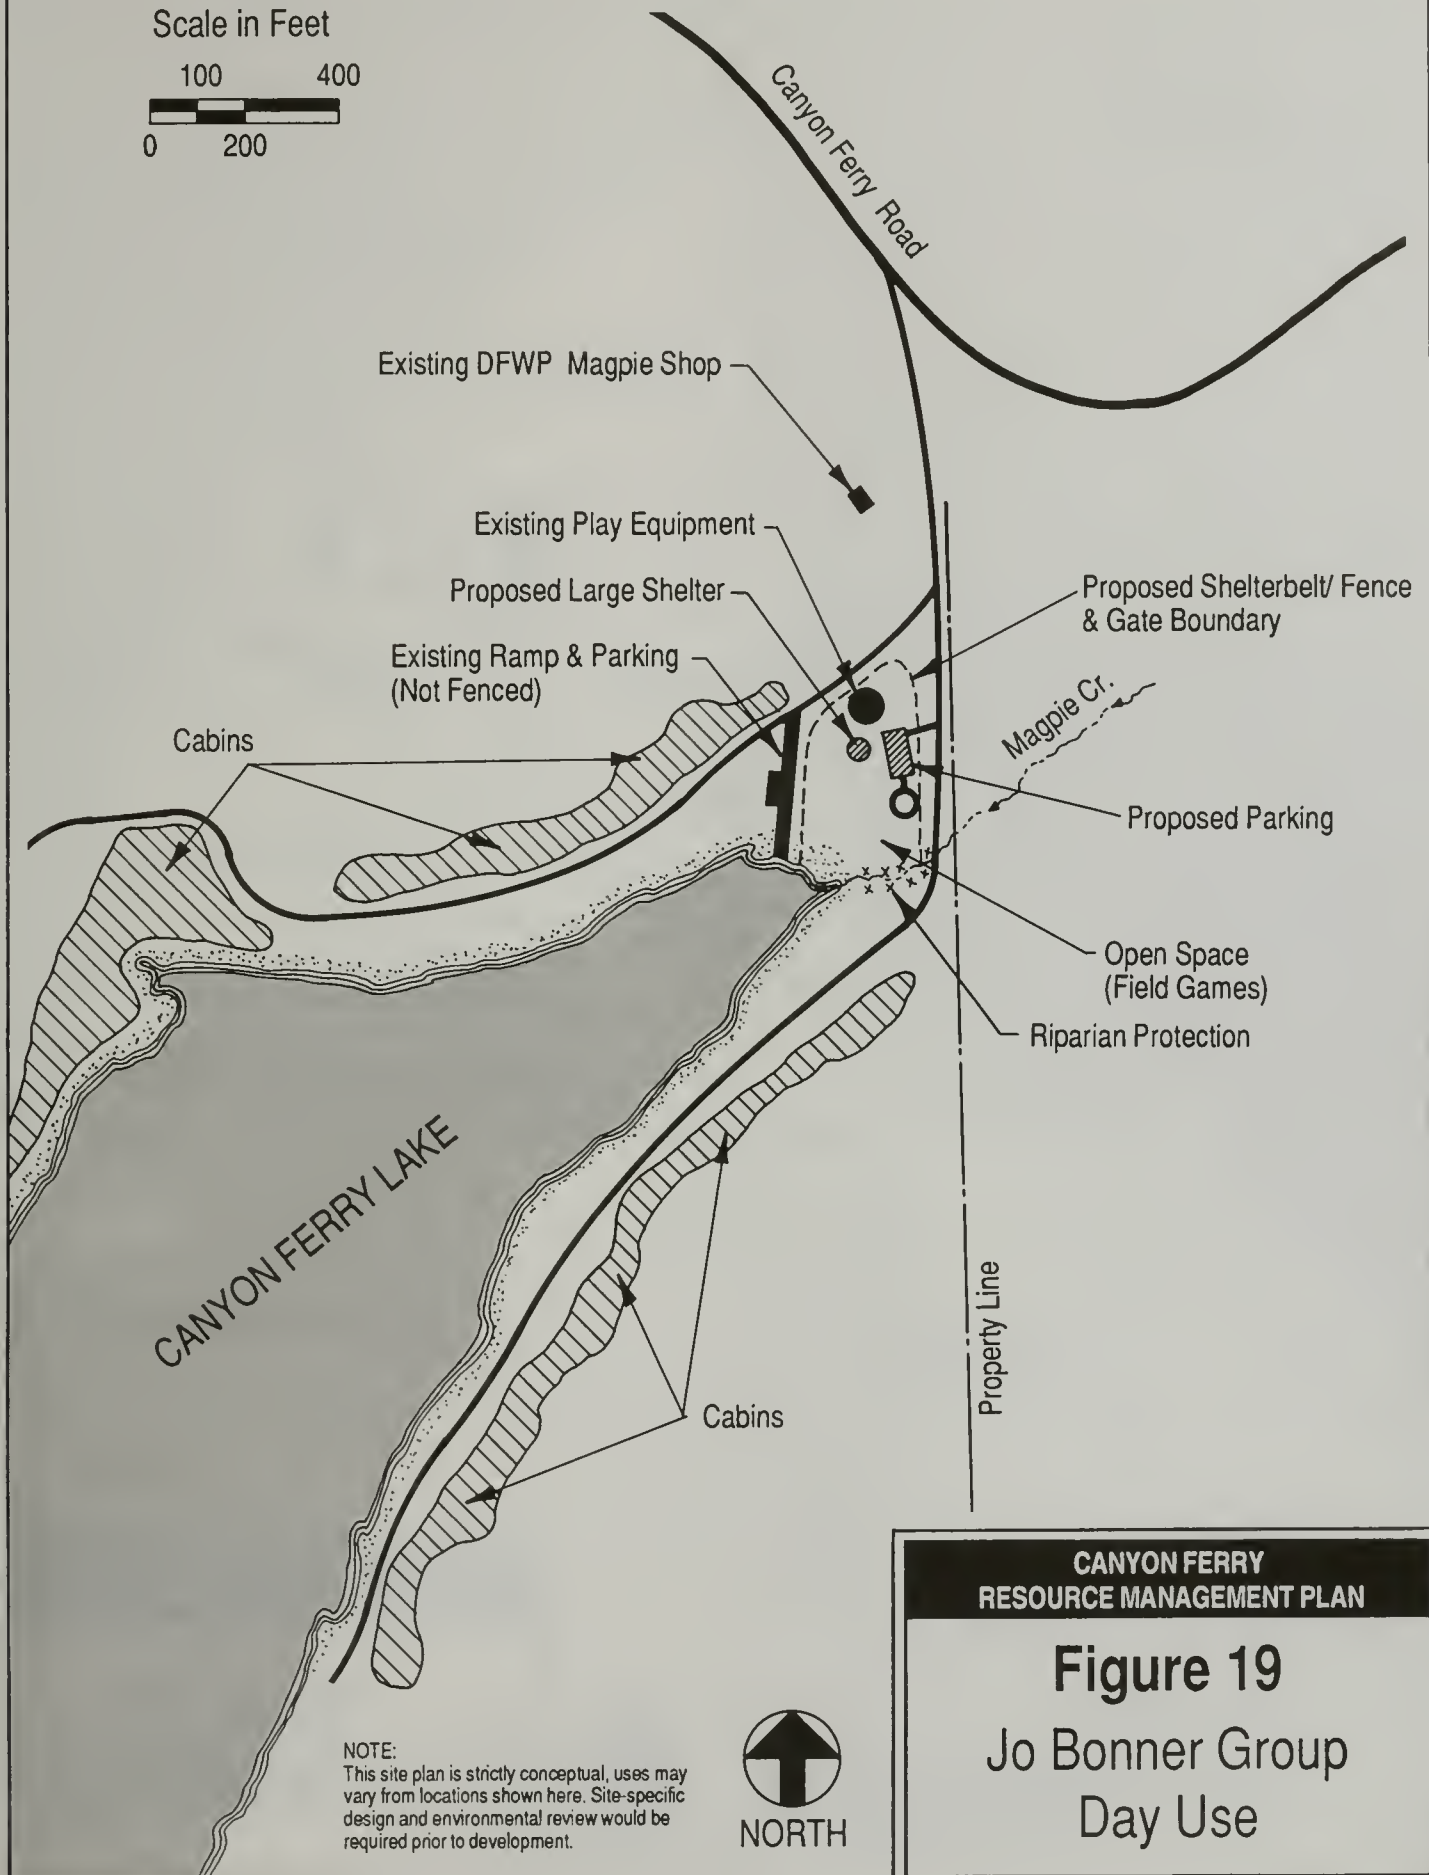 Scale in Feet
100 400
0 200
Canyon Ferry Road
Existing DFWP Magpie Shop
Existing Play Equipment
Proposed Large Shelter
Existing Ramp & Parking
(Not Fenced)
Cabins
Proposed Shelterbelt/ Fence
& Gate Boundary
Magpie Cr.
Proposed Parking
Open Space
(Field Games)
Riparian Protection
CANYON FERRY LAKE
Property Line
Cabins
NOTE:
This site plan is strictly conceptual, uses may
vary from locations shown here. Site-specific
design and environmental review would be
required prior to development.
NORTH
CANYON FERRY
RESOURCE MANAGEMENT PLAN
Figure 19
Jo Bonner Group
Day Use